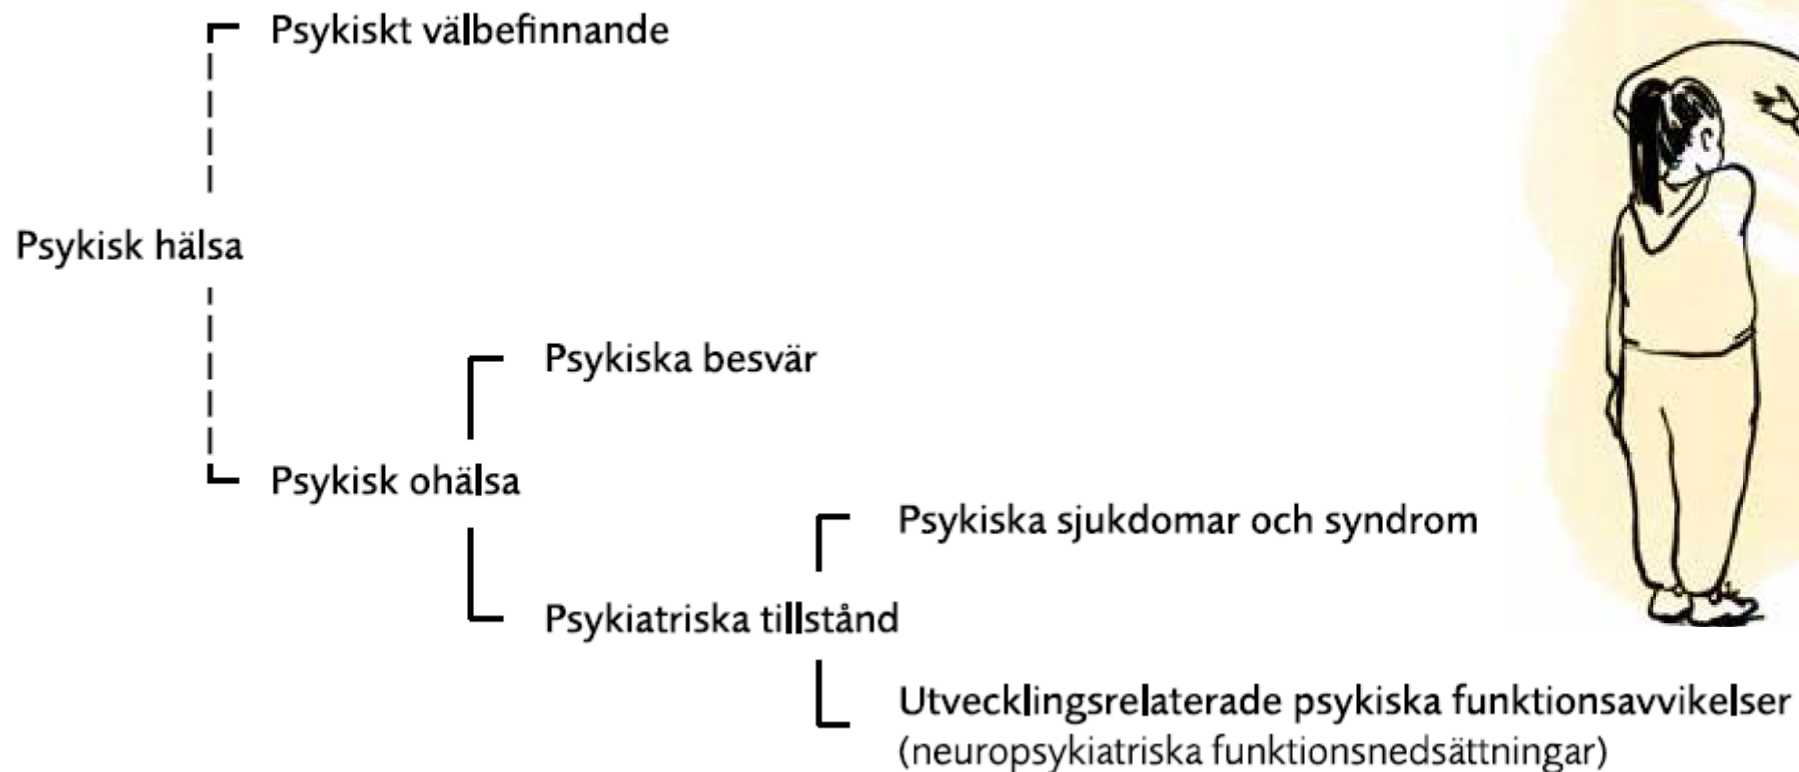 Psykiskt välbefinnande
Psykisk hälsa
Psykiska besvär
Psykisk ohälsa
Psykiska sjukdomar och syndrom
Psykiatriska tillstånd
Utvecklingsrelaterade psykiska funktionsavvikelser
(neuropsykiatriska funktionsnedsättningar)